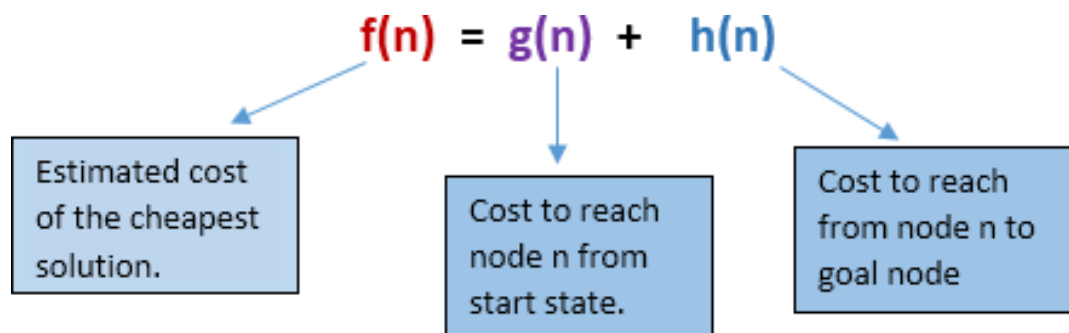 f(n) = g(n) + h(n)
Estimated cost
of the cheapest
solution.
Cost to reach
node n from
start state.
Cost to reach
from node n to
goal node